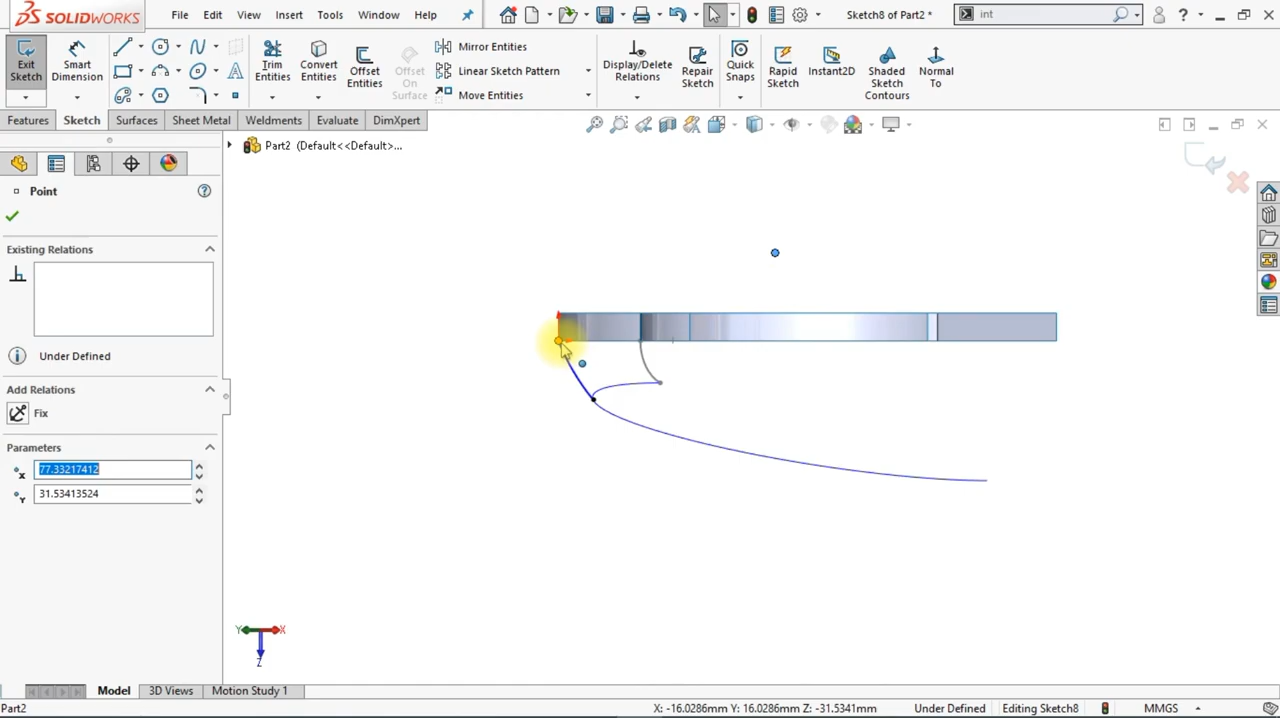 SOLIDWORKS File Edit View Insert Tools Window Help Sketch8 of Part2 * int ?
Exit Sketch
Smart Dimension
Trim Entities
Convert Entities
Offset Entities
Offset On Surface
Mirror Entities
Linear Sketch Pattern
Move Entities
Display/Delete Relations
Repair Sketch
Quick Snaps
Rapid Sketch
Instant2D
Shaded Sketch Contours
Normal To
Features Sketch Surfaces Sheet Metal Weldments Evaluate DimXpert
Part2 (Default<<Default>...
Point
Existing Relations
Under Defined
Add Relations
Fix
Parameters
x 77.33217412
Y 31.53413524
Y X
Z
Model 3D Views Motion Study 1
Part2 X: -16.0286mm Y: 16.0286mm Z: -31.5341mm Under Defined Editing Sketch8 MMGS